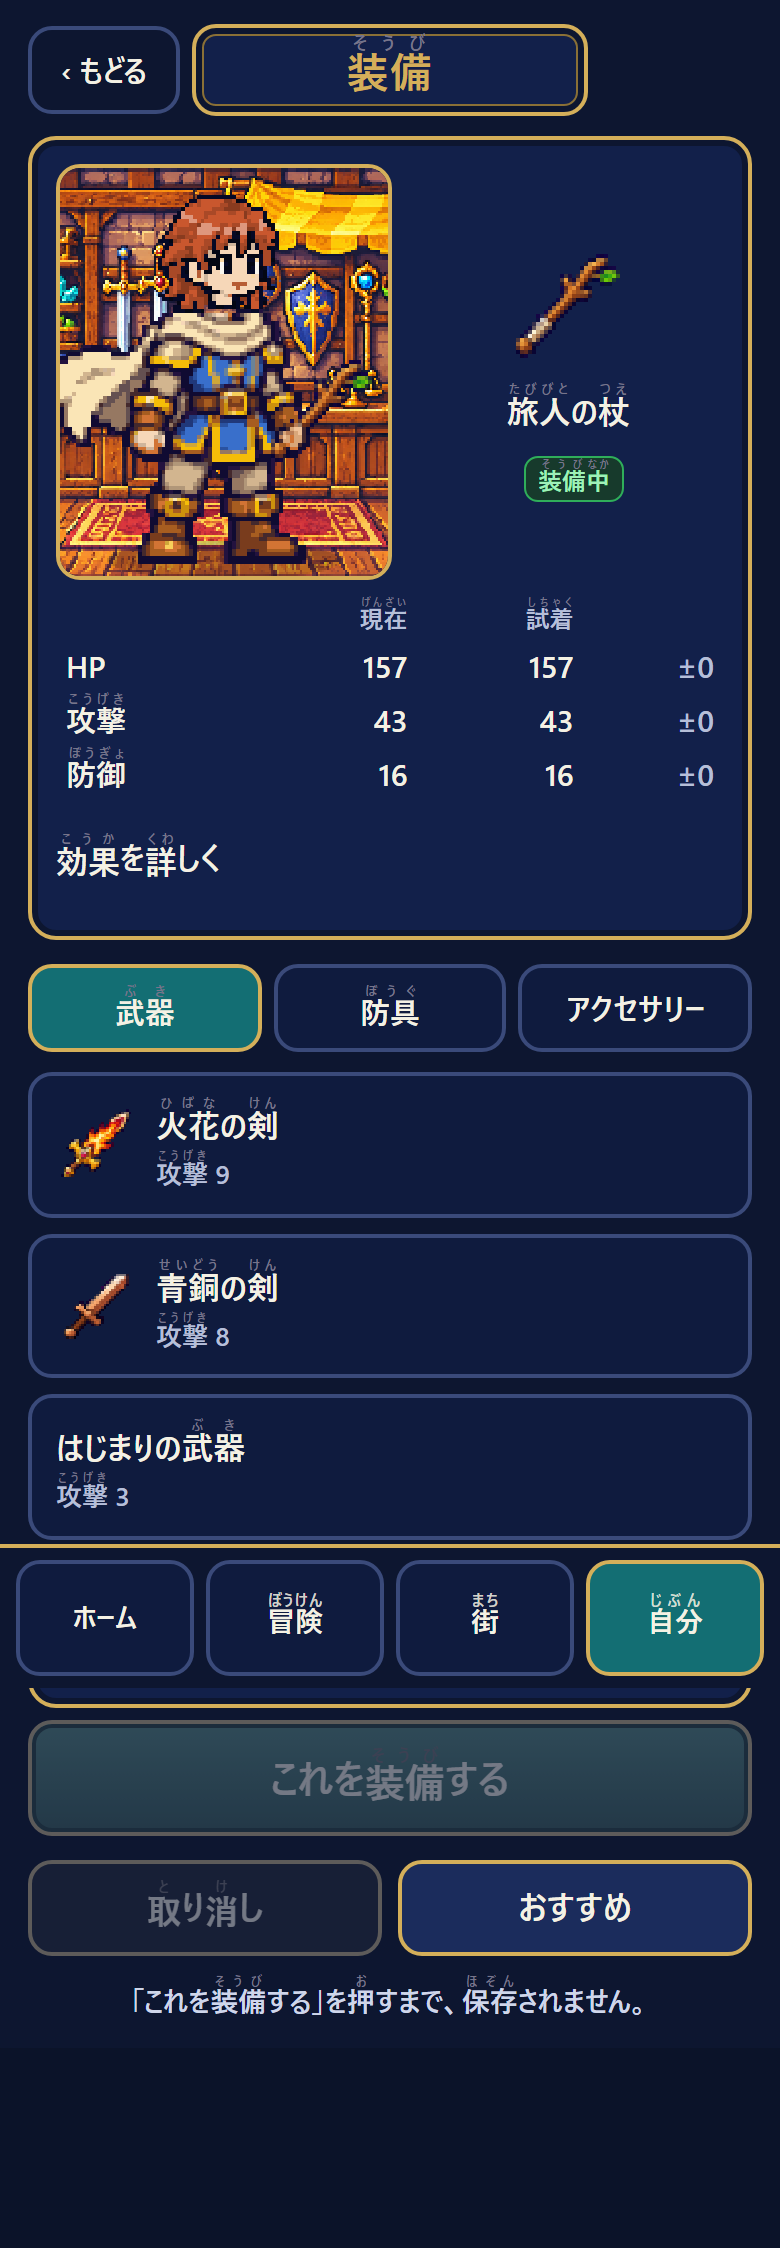 ‹ もどる
そうび
装備
たびびと つえ
旅人の杖
そうびなか
装備中
げんざい しちゃく
現在 試着
HP 157 157 ±0
こうげき
攻撃 43 43 ±0
ぼうぎょ
防御 16 16 ±0
こうか くわ
効果を詳しく
ぶき
武器
ぼうぐ
防具
アクセサリー
ひばな けん
火花の剣
こうげき
攻撃 9
せいどう けん
青銅の剣
こうげき
攻撃 8
ぶき
はじまりの武器
こうげき
攻撃 3
ホーム
ぼうけん
冒険
まち
街
じぶん
自分
これを装備する
と け
取り消し
おすすめ
そうび お ほぞん
「これを装備する」を押すまで、保存されません。